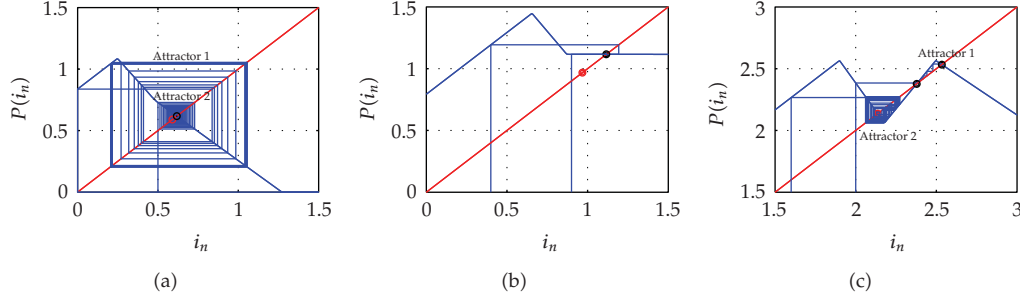 1.5
1
0.5
0
P(i_n)
Attractor 1
Attractor 2
0 0.5 1 1.5
i_n
(a)
1.5
1
0.5
0
P(i_n)
0 0.5 1 1.5
i_n
(b)
3
2.5
2
1.5
P(i_n)
Attractor 1
Attractor 2
1.5 2 2.5 3
i_n
(c)